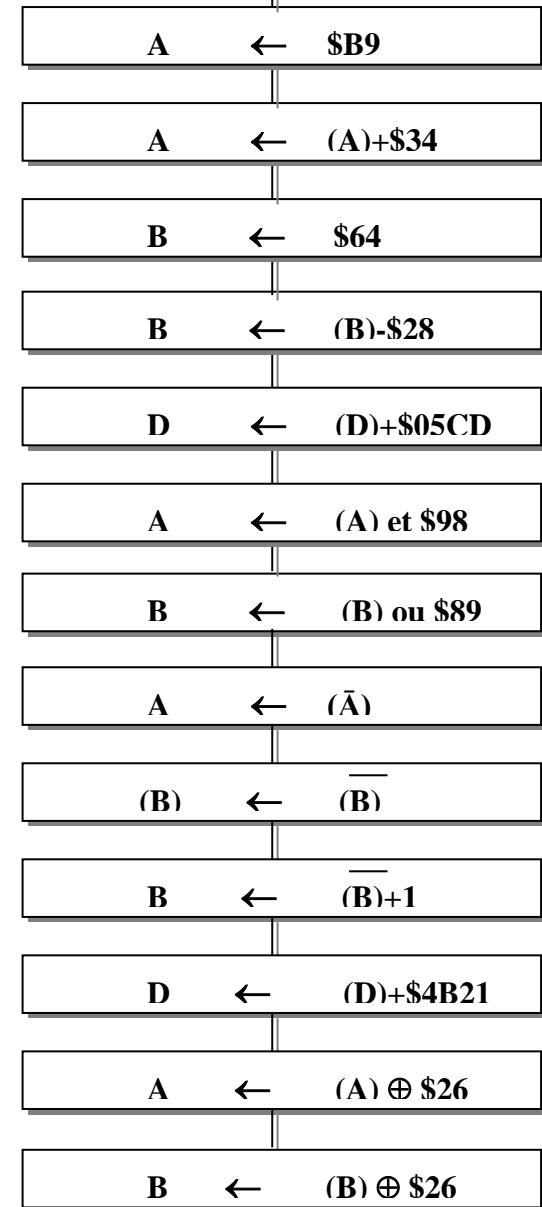 A ← $B9
A ← (A)+$34
B ← $64
B ← (B)-$28
D ← (D)+$05CD
A ← (A) et $98
B ← (B) ou $89
A ← (Ā)
(B) ← (B̅)
B ← (B̅)+1
D ← (D)+$4B21
A ← (A) ⊕ $26
B ← (B) ⊕ $26